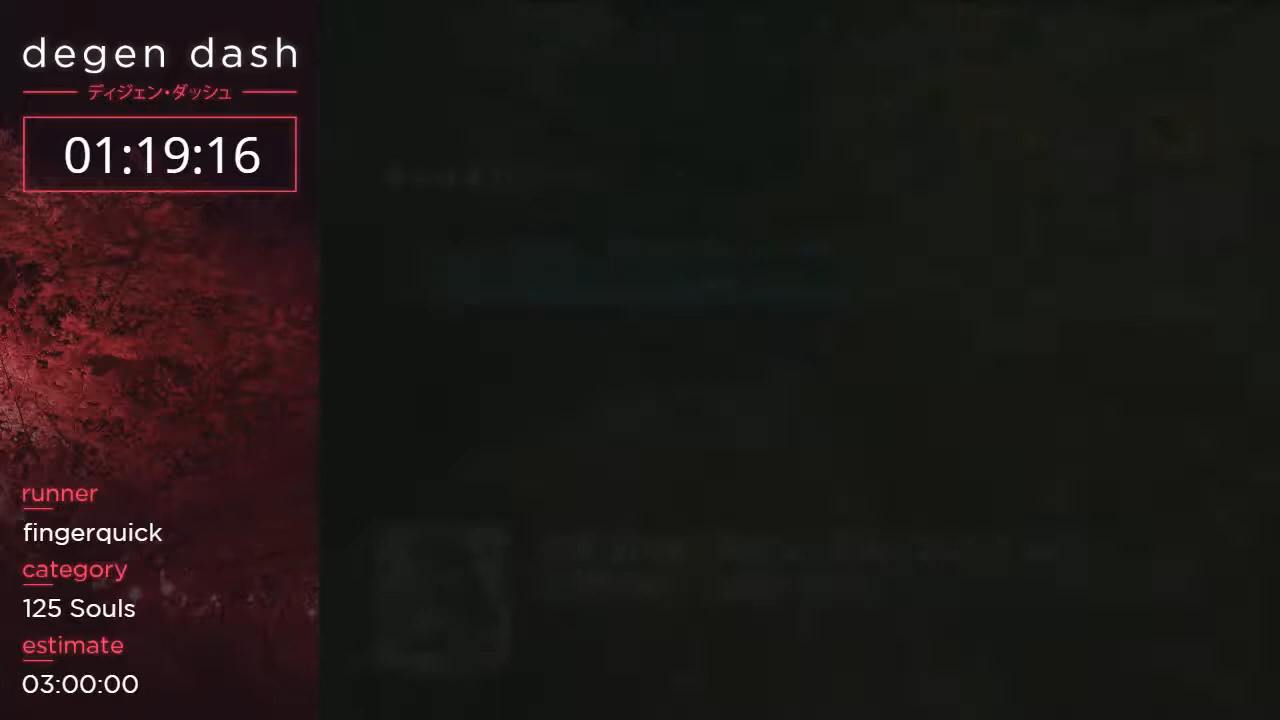 degen dash
ディジェン・ダッシュ
01:19:16
runner
fingerquick
category
125 Souls
estimate
03:00:00